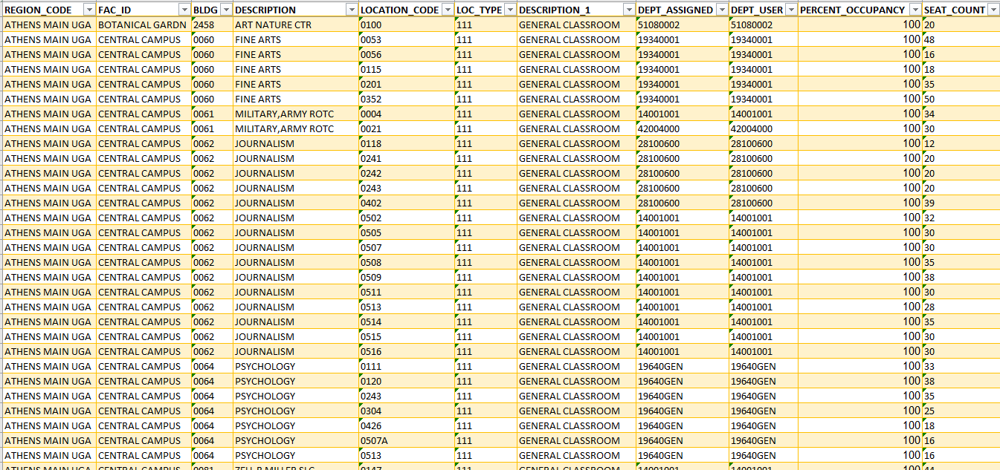 REGION_CODE FAC_ID BLDG DESCRIPTION LOCATION_CODE LOC_TYPE DESCRIPTION_1 DEPT_ASSIGNED DEPT_USER PERCENT_OCCUPANCY SEAT_COUNT
ATHENS MAIN UGA BOTANICAL GARDN 2458 ART NATURE CTR 0100 111 GENERAL CLASSROOM 51080002 51080002 100 20
ATHENS MAIN UGA CENTRAL CAMPUS 0060 FINE ARTS 0053 111 GENERAL CLASSROOM 19340001 19340001 100 48
ATHENS MAIN UGA CENTRAL CAMPUS 0060 FINE ARTS 0056 111 GENERAL CLASSROOM 19340001 19340001 100 16
ATHENS MAIN UGA CENTRAL CAMPUS 0060 FINE ARTS 0115 111 GENERAL CLASSROOM 19340001 19340001 100 18
ATHENS MAIN UGA CENTRAL CAMPUS 0060 FINE ARTS 0201 111 GENERAL CLASSROOM 19340001 19340001 100 35
ATHENS MAIN UGA CENTRAL CAMPUS 0060 FINE ARTS 0352 111 GENERAL CLASSROOM 19340001 19340001 100 50
ATHENS MAIN UGA CENTRAL CAMPUS 0061 MILITARY,ARMY ROTC 0004 111 GENERAL CLASSROOM 14001001 14001001 100 34
ATHENS MAIN UGA CENTRAL CAMPUS 0061 MILITARY,ARMY ROTC 0021 111 GENERAL CLASSROOM 42004000 42004000 100 30
ATHENS MAIN UGA CENTRAL CAMPUS 0062 JOURNALISM 0118 111 GENERAL CLASSROOM 28100600 28100600 100 12
ATHENS MAIN UGA CENTRAL CAMPUS 0062 JOURNALISM 0241 111 GENERAL CLASSROOM 28100600 28100600 100 20
ATHENS MAIN UGA CENTRAL CAMPUS 0062 JOURNALISM 0242 111 GENERAL CLASSROOM 28100600 28100600 100 20
ATHENS MAIN UGA CENTRAL CAMPUS 0062 JOURNALISM 0243 111 GENERAL CLASSROOM 28100600 28100600 100 20
ATHENS MAIN UGA CENTRAL CAMPUS 0062 JOURNALISM 0402 111 GENERAL CLASSROOM 28100600 28100600 100 39
ATHENS MAIN UGA CENTRAL CAMPUS 0062 JOURNALISM 0502 111 GENERAL CLASSROOM 14001001 14001001 100 32
ATHENS MAIN UGA CENTRAL CAMPUS 0062 JOURNALISM 0505 111 GENERAL CLASSROOM 14001001 14001001 100 30
ATHENS MAIN UGA CENTRAL CAMPUS 0062 JOURNALISM 0507 111 GENERAL CLASSROOM 14001001 14001001 100 30
ATHENS MAIN UGA CENTRAL CAMPUS 0062 JOURNALISM 0508 111 GENERAL CLASSROOM 14001001 14001001 100 35
ATHENS MAIN UGA CENTRAL CAMPUS 0062 JOURNALISM 0509 111 GENERAL CLASSROOM 14001001 14001001 100 38
ATHENS MAIN UGA CENTRAL CAMPUS 0062 JOURNALISM 0511 111 GENERAL CLASSROOM 14001001 14001001 100 30
ATHENS MAIN UGA CENTRAL CAMPUS 0062 JOURNALISM 0513 111 GENERAL CLASSROOM 14001001 14001001 100 28
ATHENS MAIN UGA CENTRAL CAMPUS 0062 JOURNALISM 0514 111 GENERAL CLASSROOM 14001001 14001001 100 35
ATHENS MAIN UGA CENTRAL CAMPUS 0062 JOURNALISM 0515 111 GENERAL CLASSROOM 14001001 14001001 100 30
ATHENS MAIN UGA CENTRAL CAMPUS 0062 JOURNALISM 0516 111 GENERAL CLASSROOM 14001001 14001001 100 30
ATHENS MAIN UGA CENTRAL CAMPUS 0064 PSYCHOLOGY 0111 111 GENERAL CLASSROOM 19640GEN 19640GEN 100 33
ATHENS MAIN UGA CENTRAL CAMPUS 0064 PSYCHOLOGY 0120 111 GENERAL CLASSROOM 19640GEN 19640GEN 100 38
ATHENS MAIN UGA CENTRAL CAMPUS 0064 PSYCHOLOGY 0243 111 GENERAL CLASSROOM 19640GEN 19640GEN 100 35
ATHENS MAIN UGA CENTRAL CAMPUS 0064 PSYCHOLOGY 0304 111 GENERAL CLASSROOM 19640GEN 19640GEN 100 25
ATHENS MAIN UGA CENTRAL CAMPUS 0064 PSYCHOLOGY 0426 111 GENERAL CLASSROOM 19640GEN 19640GEN 100 18
ATHENS MAIN UGA CENTRAL CAMPUS 0064 PSYCHOLOGY 0507A 111 GENERAL CLASSROOM 19640GEN 19640GEN 100 16
ATHENS MAIN UGA CENTRAL CAMPUS 0064 PSYCHOLOGY 0513 111 GENERAL CLASSROOM 19640GEN 19640GEN 100 16
ATHENS MAIN UGA CENTRAL CAMPUS 111 GENERAL CLASSROOM 14001001 14001001 100